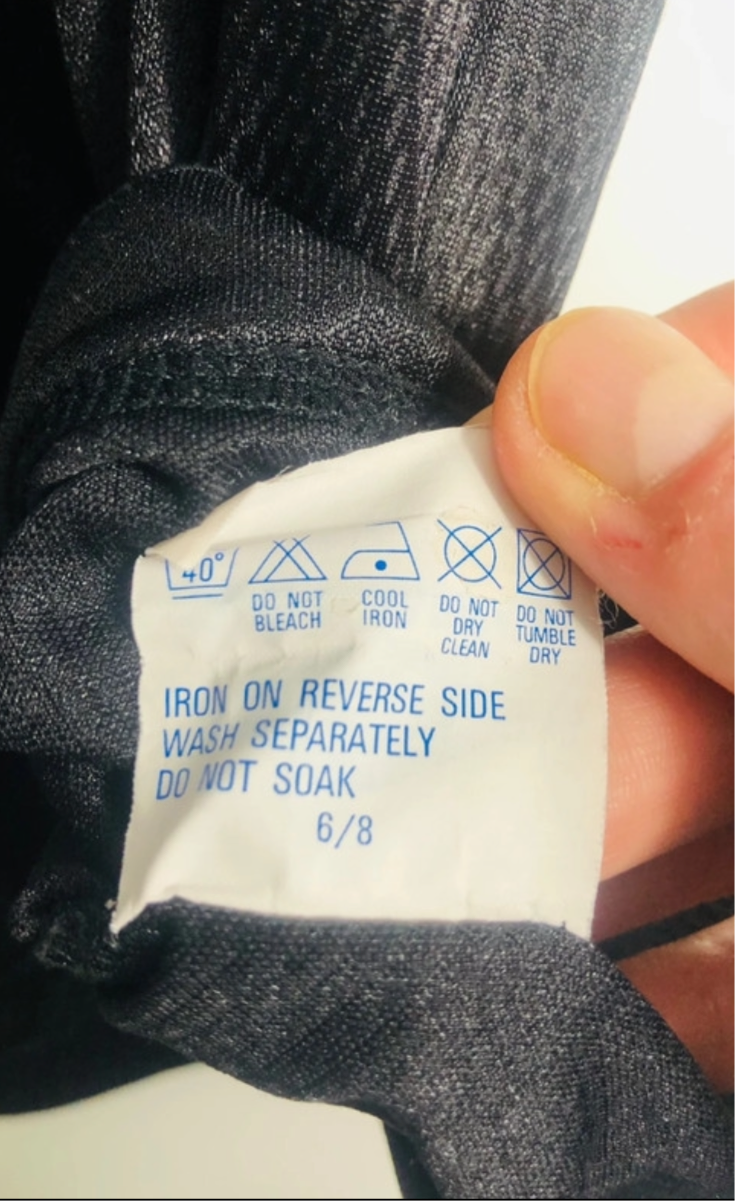 40°
DO NOT BLEACH
COOL IRON
DO NOT DRY CLEAN
DO NOT TUMBLE DRY
IRON ON REVERSE SIDE
WASH SEPARATELY
DO NOT SOAK
6/8